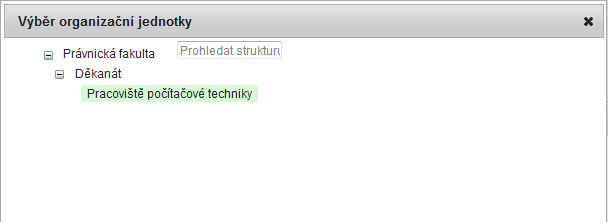 Výběr organizační jednotky
Právnická fakulta Prohledat strukturu
Děkanát
Pracoviště počítačové techniky